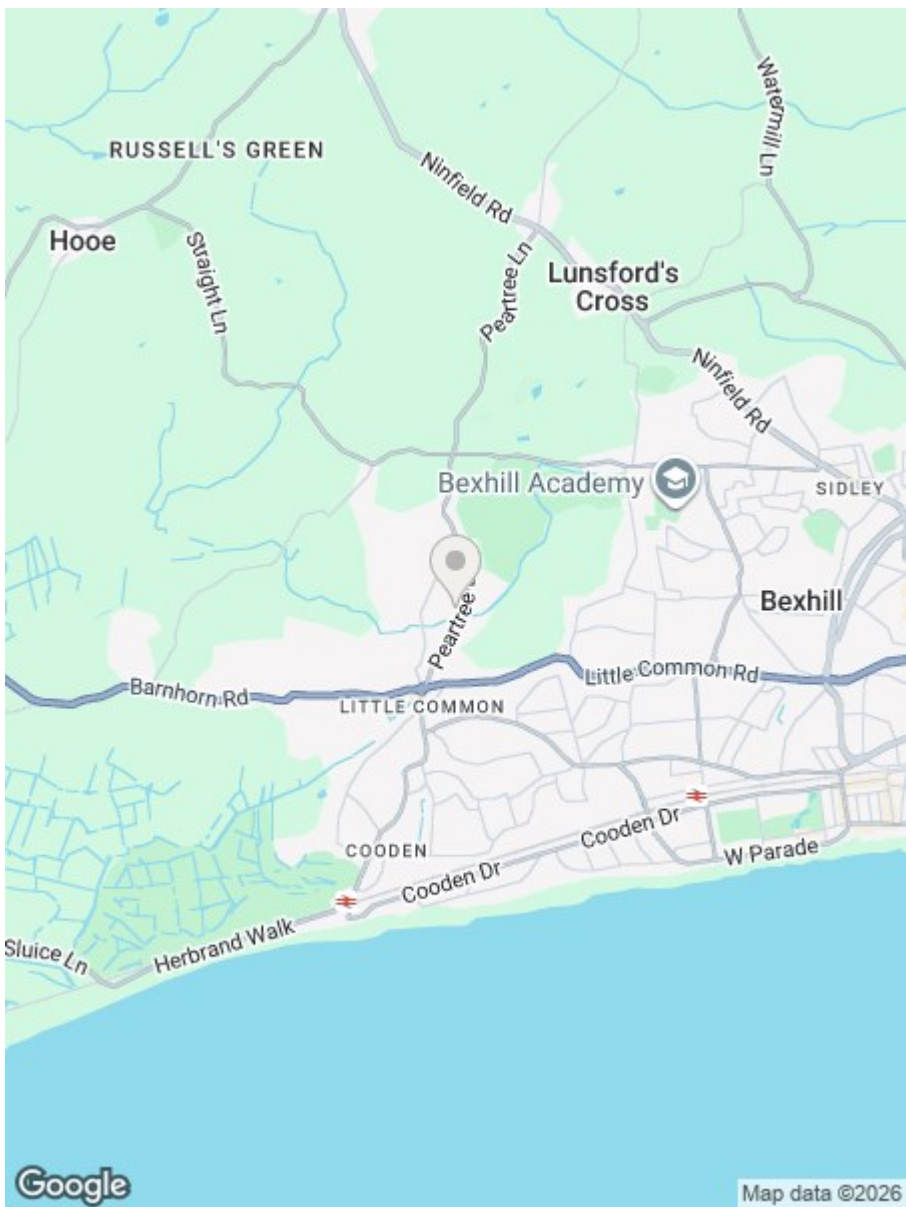 Watermill Ln
RUSSELL'S GREEN
Ninfield Rd
Hooe
Straight Ln
Peartree Ln
Lunsford's
Cross
Ninfield Rd
Bexhill Academy
SIDLEY
Bexhill
Peartree
Little Common Rd
Barnhorn Rd
LITTLE COMMON
Cooden Dr
COODEN
W Parade
Cooden Dr
Herbrand Walk
Sluice Ln
Google
Map data ©2026